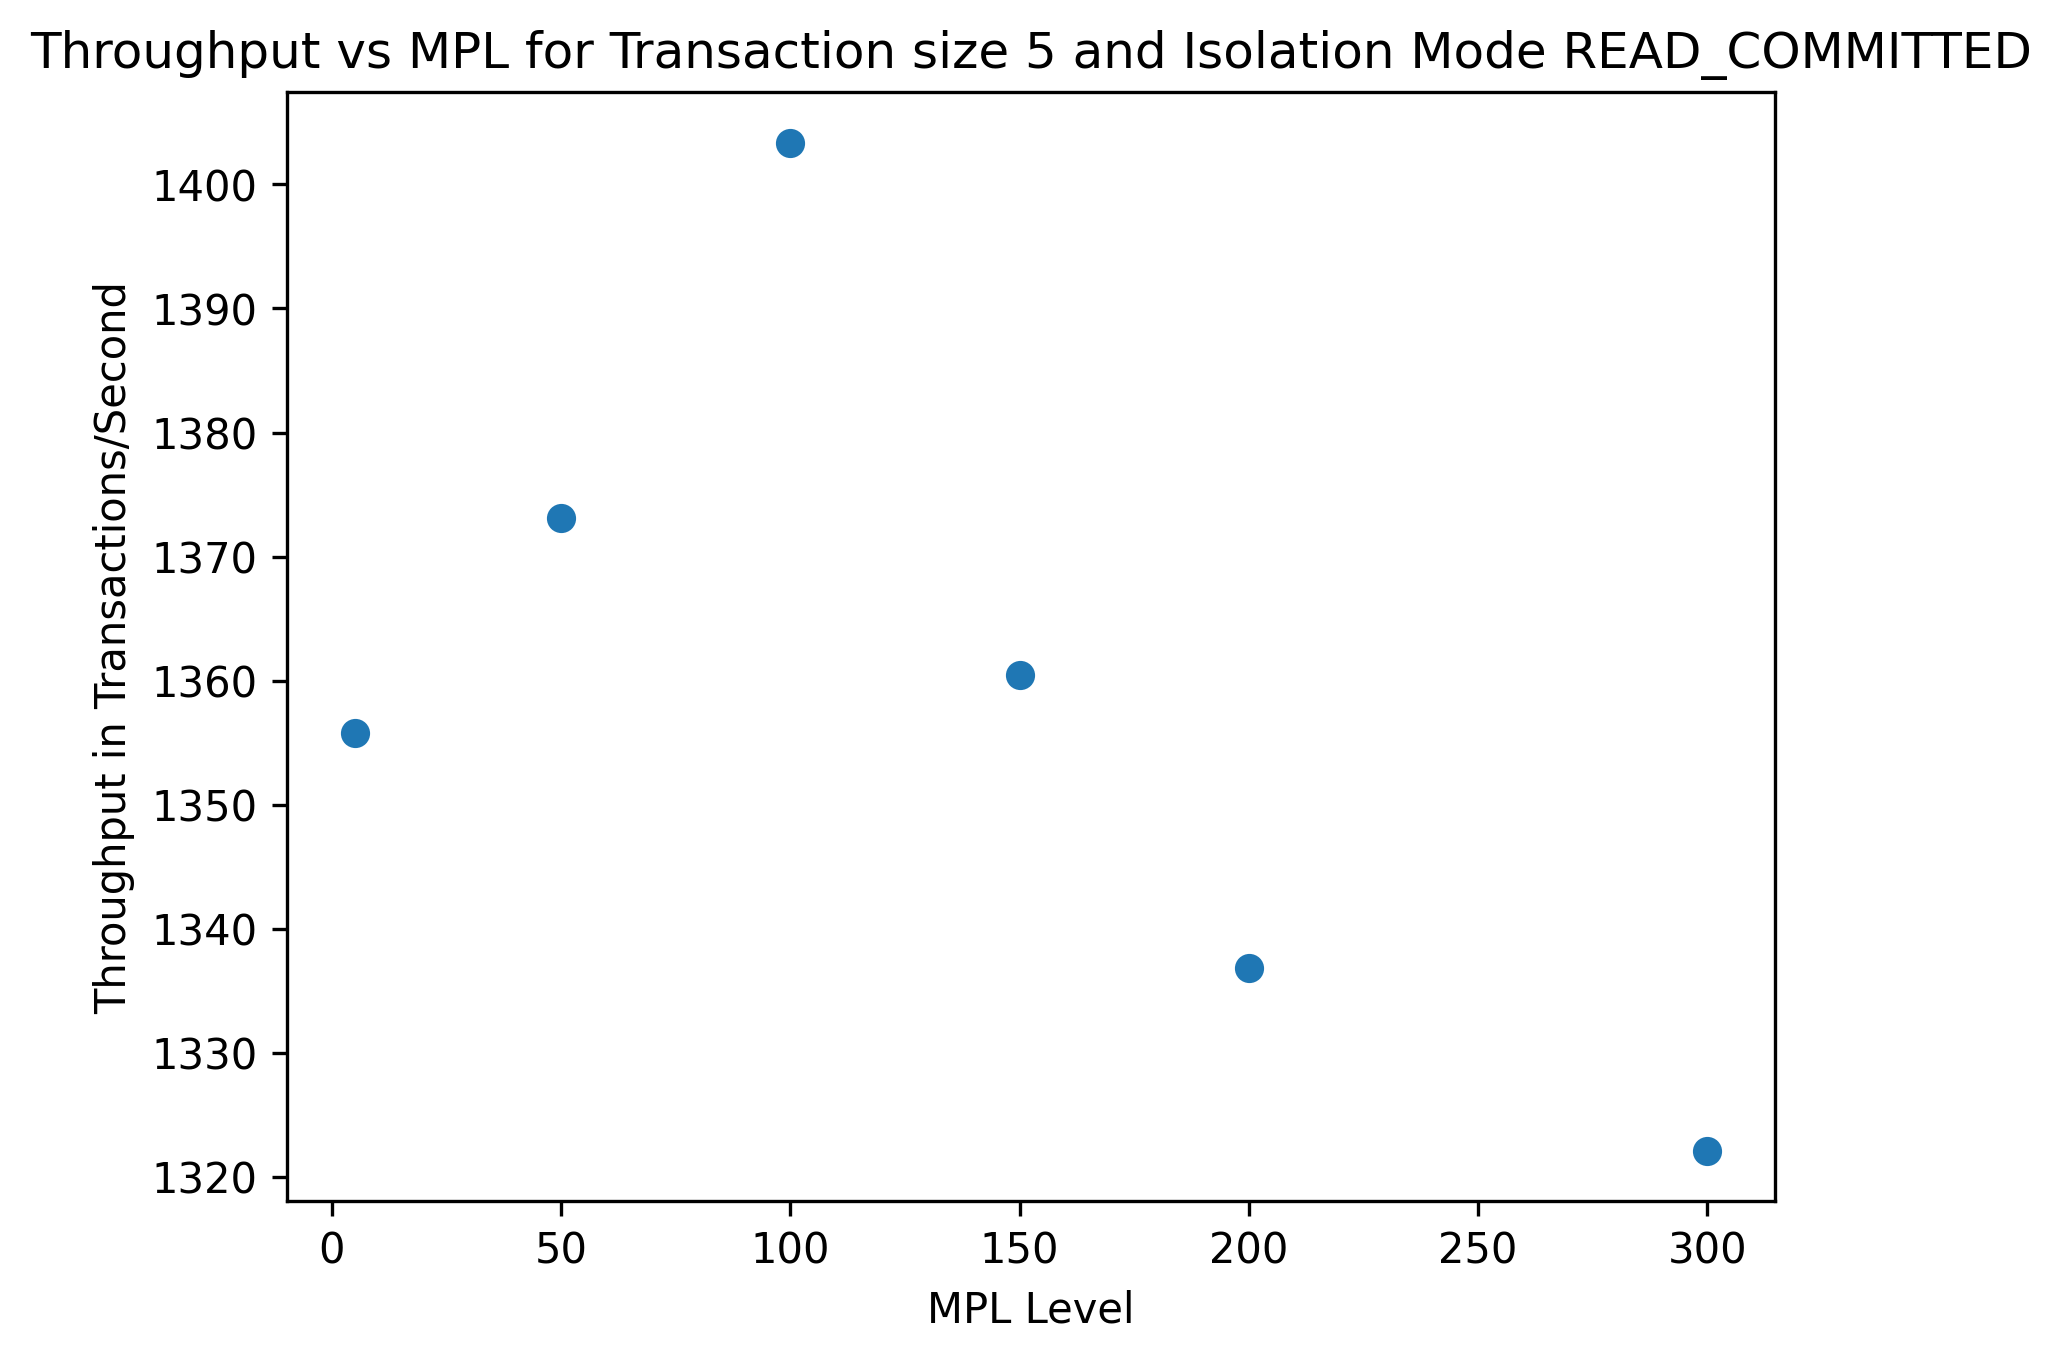 Throughput vs MPL for Transaction size 5 and Isolation Mode READ_COMMITTED
Throughput in Transactions/Second
1400
1390
1380
1370
1360
1350
1340
1330
1320
0 50 100 150 200 250 300
MPL Level